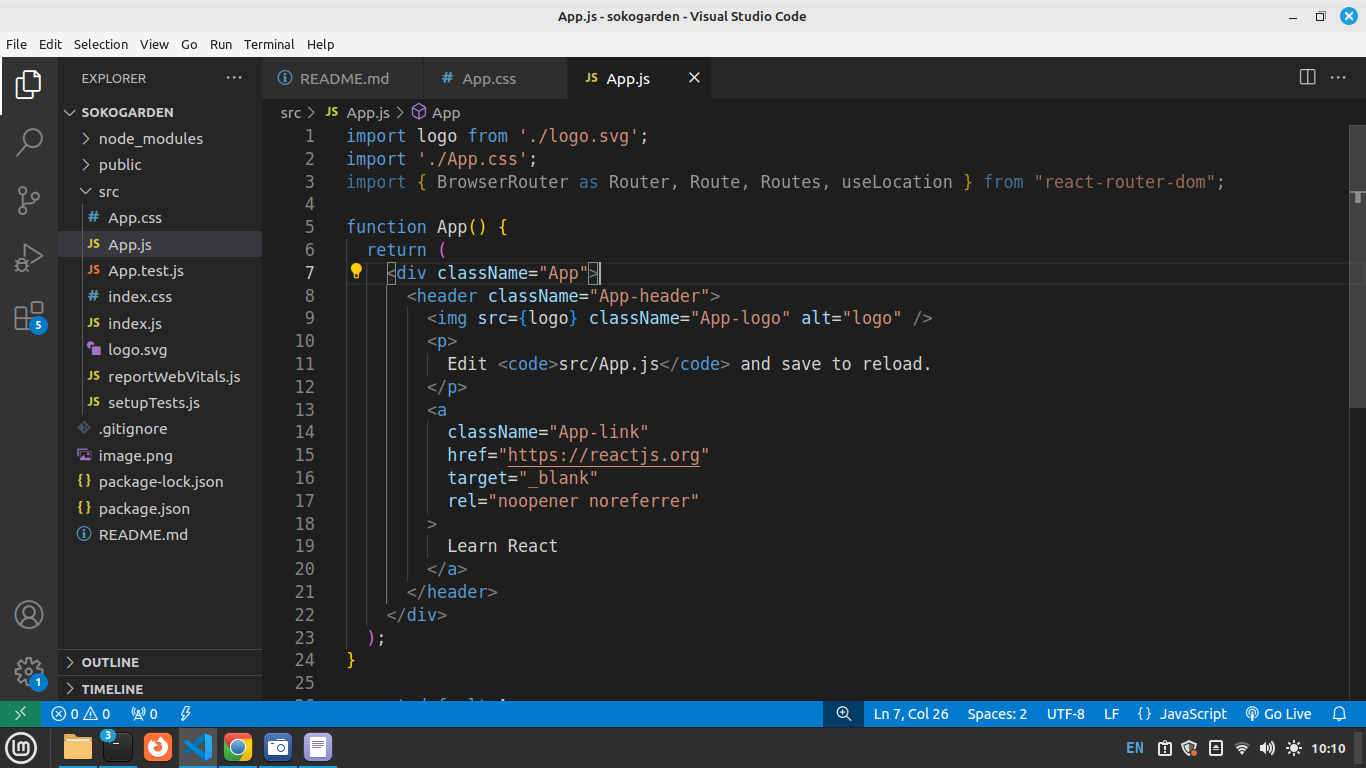 App.js - sokogarden - Visual Studio Code
File Edit Selection View Go Run Terminal Help
EXPLORER
README.md
# App.css
JS App.js
SOKOGARDEN
node_modules
public
src
# App.css
JS App.js
JS App.test.js
# index.css
JS index.js
logo.svg
JS reportWebVitals.js
JS setupTests.js
.gitignore
image.png
{} package-lock.json
{} package.json
README.md
OUTLINE
TIMELINE
5
1
src > JS App.js > App
1 import logo from './logo.svg';
2 import './App.css';
3 import { BrowserRouter as Router, Route, Routes, useLocation } from "react-router-dom";
4
5 function App() {
6 return (
7 <div className="App">
8 <header className="App-header">
9 <img src={logo} className="App-logo" alt="logo" />
10 <p>
11 Edit <code>src/App.js</code> and save to reload.
12 </p>
13 <a
14 className="App-link"
15 href="https://reactjs.org"
16 target="_blank"
17 rel="noopener noreferrer"
18 >
19 Learn React
20 </a>
21 </header>
22 </div>
23 );
24 }
25
0 0 0 Ln 7, Col 26 Spaces: 2 UTF-8 LF {} JavaScript Go Live
3
EN 10:10